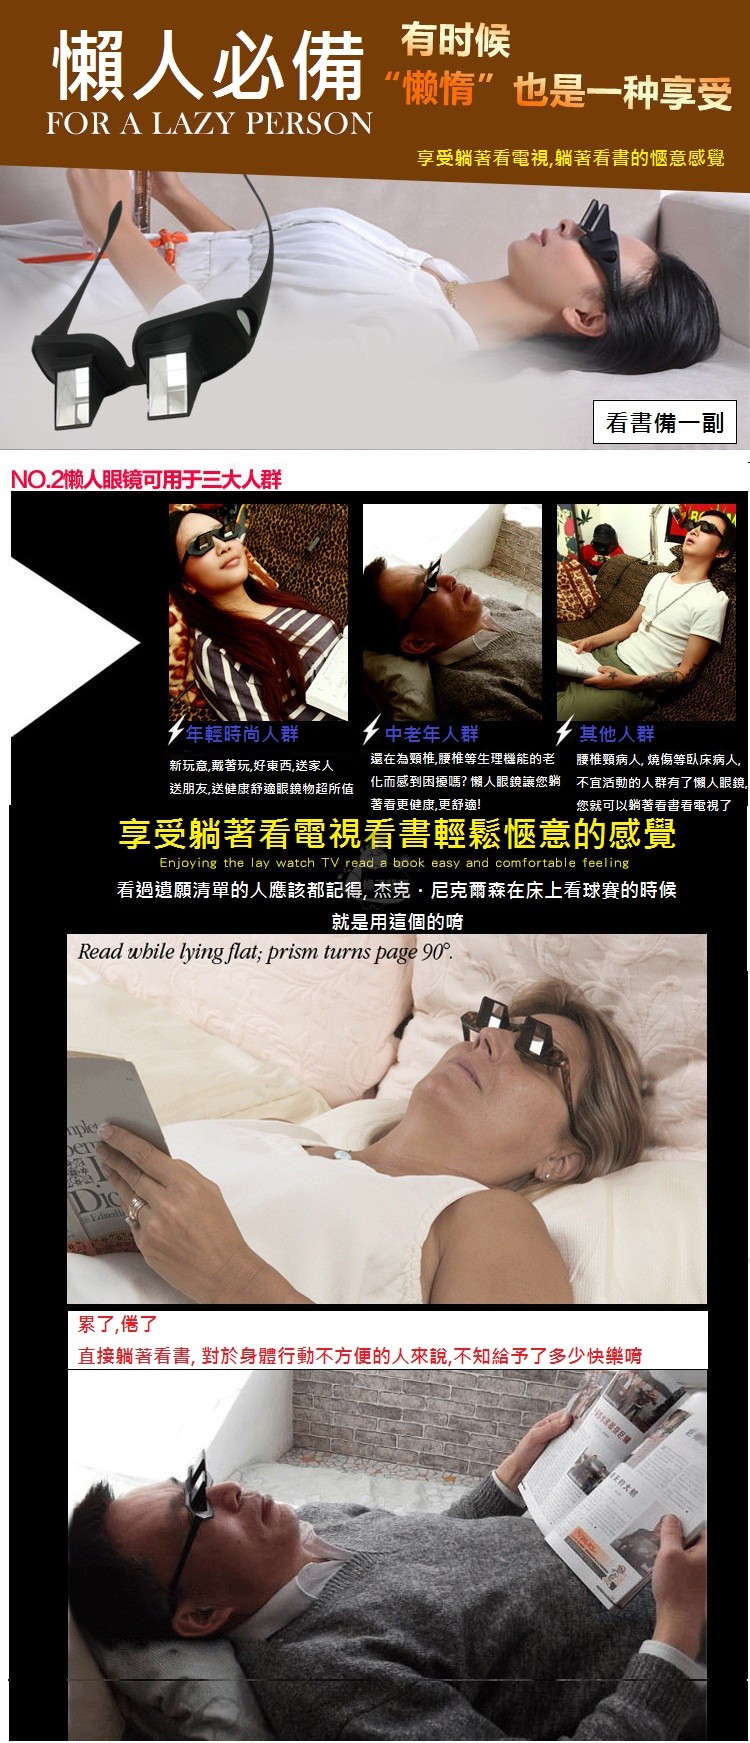 懶人必備
FOR A LAZY PERSON
有时候
“懒惰”也是一种享受
享受躺著看電視,躺著看書的愜意感覺
看書備一副
NO.2懒人眼镜可用于三大人群
年輕時尚人群
新玩意,戴著玩,好東西,送家人
送朋友,送健康舒適眼鏡物超所值
中老年人群
還在為頸椎,腰椎等生理機能的老
化而感到困擾嗎? 懶人眼鏡讓您躺
著看更健康,更舒適!
其他人群
腰椎頸病人, 燒傷等臥床病人,
不宜活動的人群有了懶人眼鏡,
您就可以躺著看書看電視了
享受躺著看電視看書輕鬆愜意的感覺
Enjoying the lay watch TV read a book easy and comfortable feeling
看過遺願清單的人應該都記得, 杰克・尼克爾森在床上看球賽的時候
就是用這個的唷
Read while lying flat; prism turns page 90°.
累了,倦了
直接躺著看書, 對於身體行動不方便的人來說,不知給予了多少快樂唷